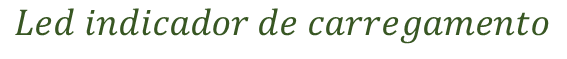 Led indicador de carregamento